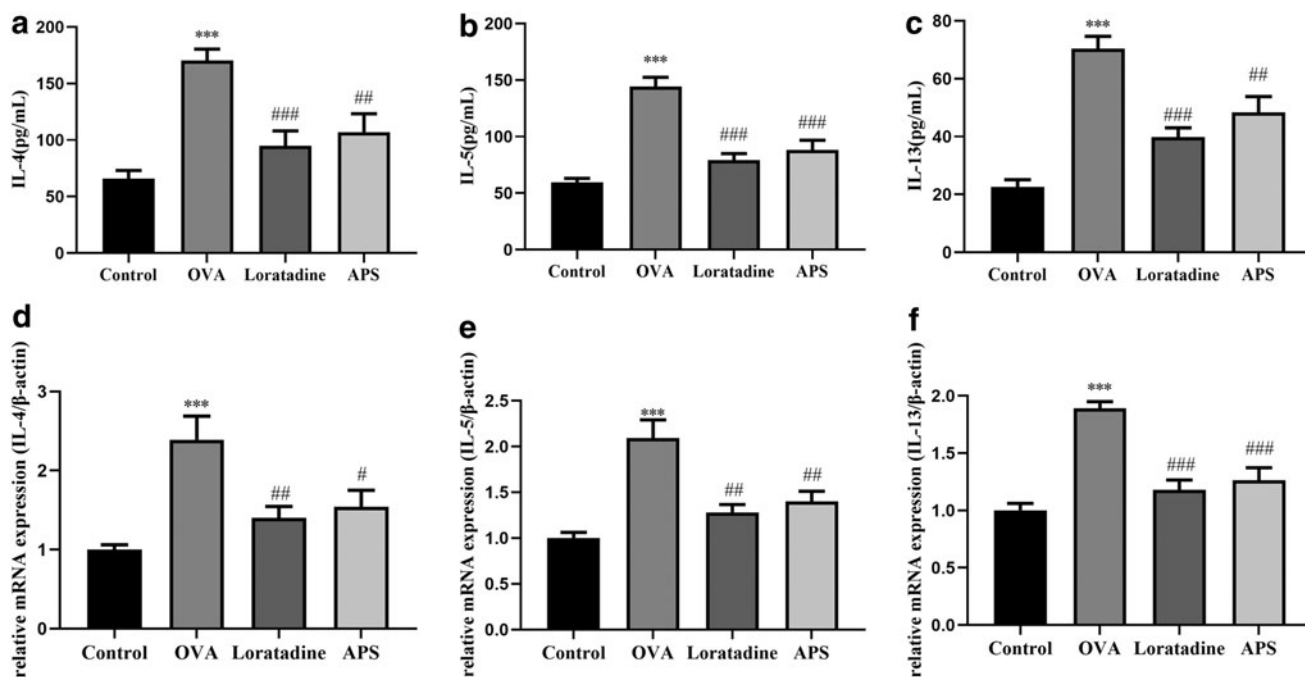 a
IL-4(pg/mL)
200
150
100
50
0
***
###
##
Control OVA Loratadine APS
b
IL-5(pg/mL)
200
150
100
50
0
***
###
###
Control OVA Loratadine APS
c
IL-13(pg/mL)
80
60
40
20
0
***
###
##
Control OVA Loratadine APS
d
relative mRNA expression (IL-4/β-actin)
3
2
1
0
***
##
#
Control OVA Loratadine APS
e
relative mRNA expression (IL-5/β-actin)
2.5
2.0
1.5
1.0
0.5
0.0
***
##
##
Control OVA Loratadine APS
f
relative mRNA expression (IL-13/β-actin)
2.0
1.5
1.0
0.5
0.0
***
###
###
Control OVA Loratadine APS